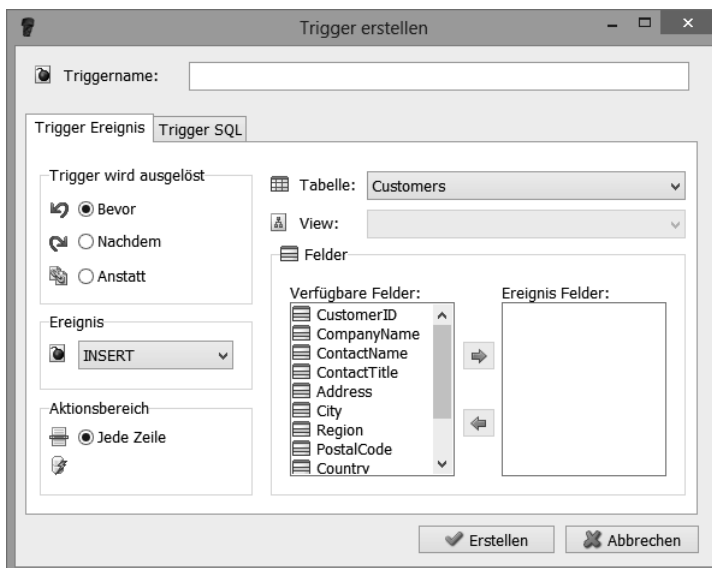 Trigger erstellen
Triggername:
Trigger Ereignis
Trigger SQL
Trigger wird ausgelöst
Bevor
Nachdem
Anstatt
Ereignis
INSERT
Aktionsbereich
Jede Zeile
Tabelle:
Customers
View:
Felder
Verfügbare Felder:
CustomerID
CompanyName
ContactName
ContactTitle
Address
City
Region
PostalCode
Country
Ereignis Felder:
Erstellen
Abbrechen